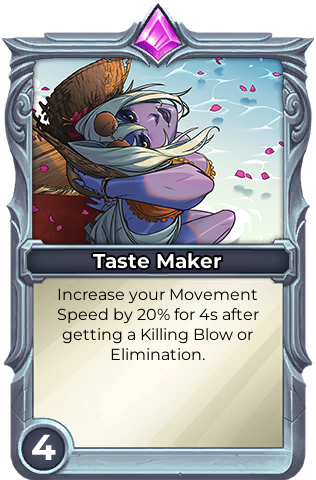 Taste Maker
Increase your Movement
Speed by 20% for 4s after
getting a Killing Blow or
Elimination.
4